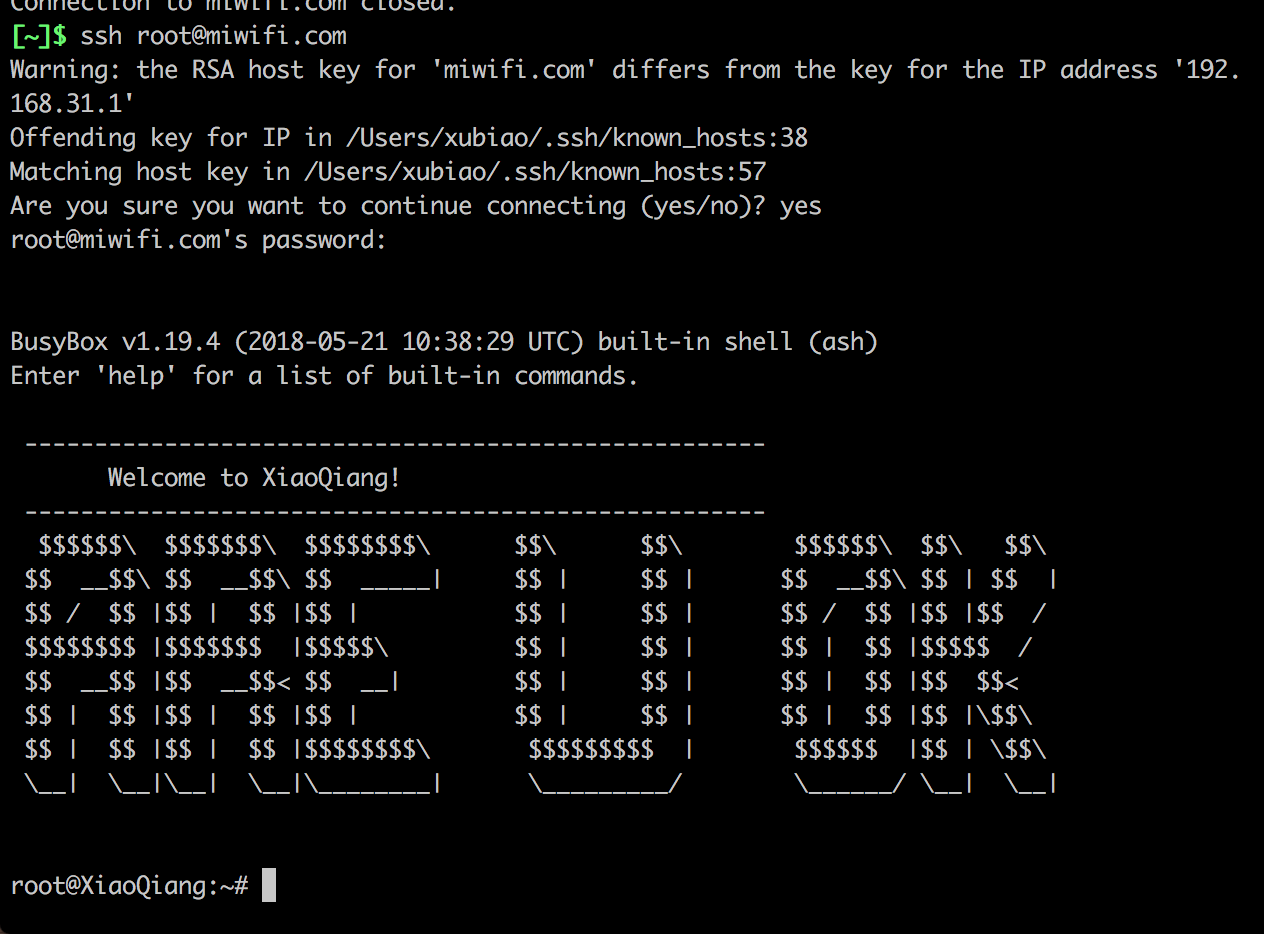 Connection to miwifi.com closed.
[~]$ ssh root@miwifi.com
Warning: the RSA host key for 'miwifi.com' differs from the key for the IP address '192.
168.31.1'
Offending key for IP in /Users/xubiao/.ssh/known_hosts:38
Matching host key in /Users/xubiao/.ssh/known_hosts:57
Are you sure you want to continue connecting (yes/no)? yes
root@miwifi.com's password:
BusyBox v1.19.4 (2018-05-21 10:38:29 UTC) built-in shell (ash)
Enter 'help' for a list of built-in commands.
-----------------------------------------------------
Welcome to XiaoQiang!
-----------------------------------------------------
  $$$$$$\  $$$$$$$\  $$$$$$$$\      $$\      $$\        $$$$$$\  $$\   $$\
 $$  __$$\ $$  __$$\ $$  _____|     $$ |     $$ |      $$  __$$\ $$ | $$  |
 $$ /  $$ |$$ |  $$ |$$ |           $$ |     $$ |      $$ /  $$ |$$ |$$  /
 $$$$$$$$ |$$$$$$$  |$$$$$\         $$ |     $$ |      $$ |  $$ |$$$$$  /
 $$  __$$ |$$  __$$< $$  __|        $$ |     $$ |      $$ |  $$ |$$  $$<
 $$ |  $$ |$$ |  $$ |$$ |           $$ |     $$ |      $$ |  $$ |$$ |\$$\
 $$ |  $$ |$$ |  $$ |$$$$$$$$\       $$$$$$$$$  |       $$$$$$  |$$ | \$$\
 \__|  \__|\__|  \__|\________|      \_________/        \______/ \__|  \__|
root@XiaoQiang:~#